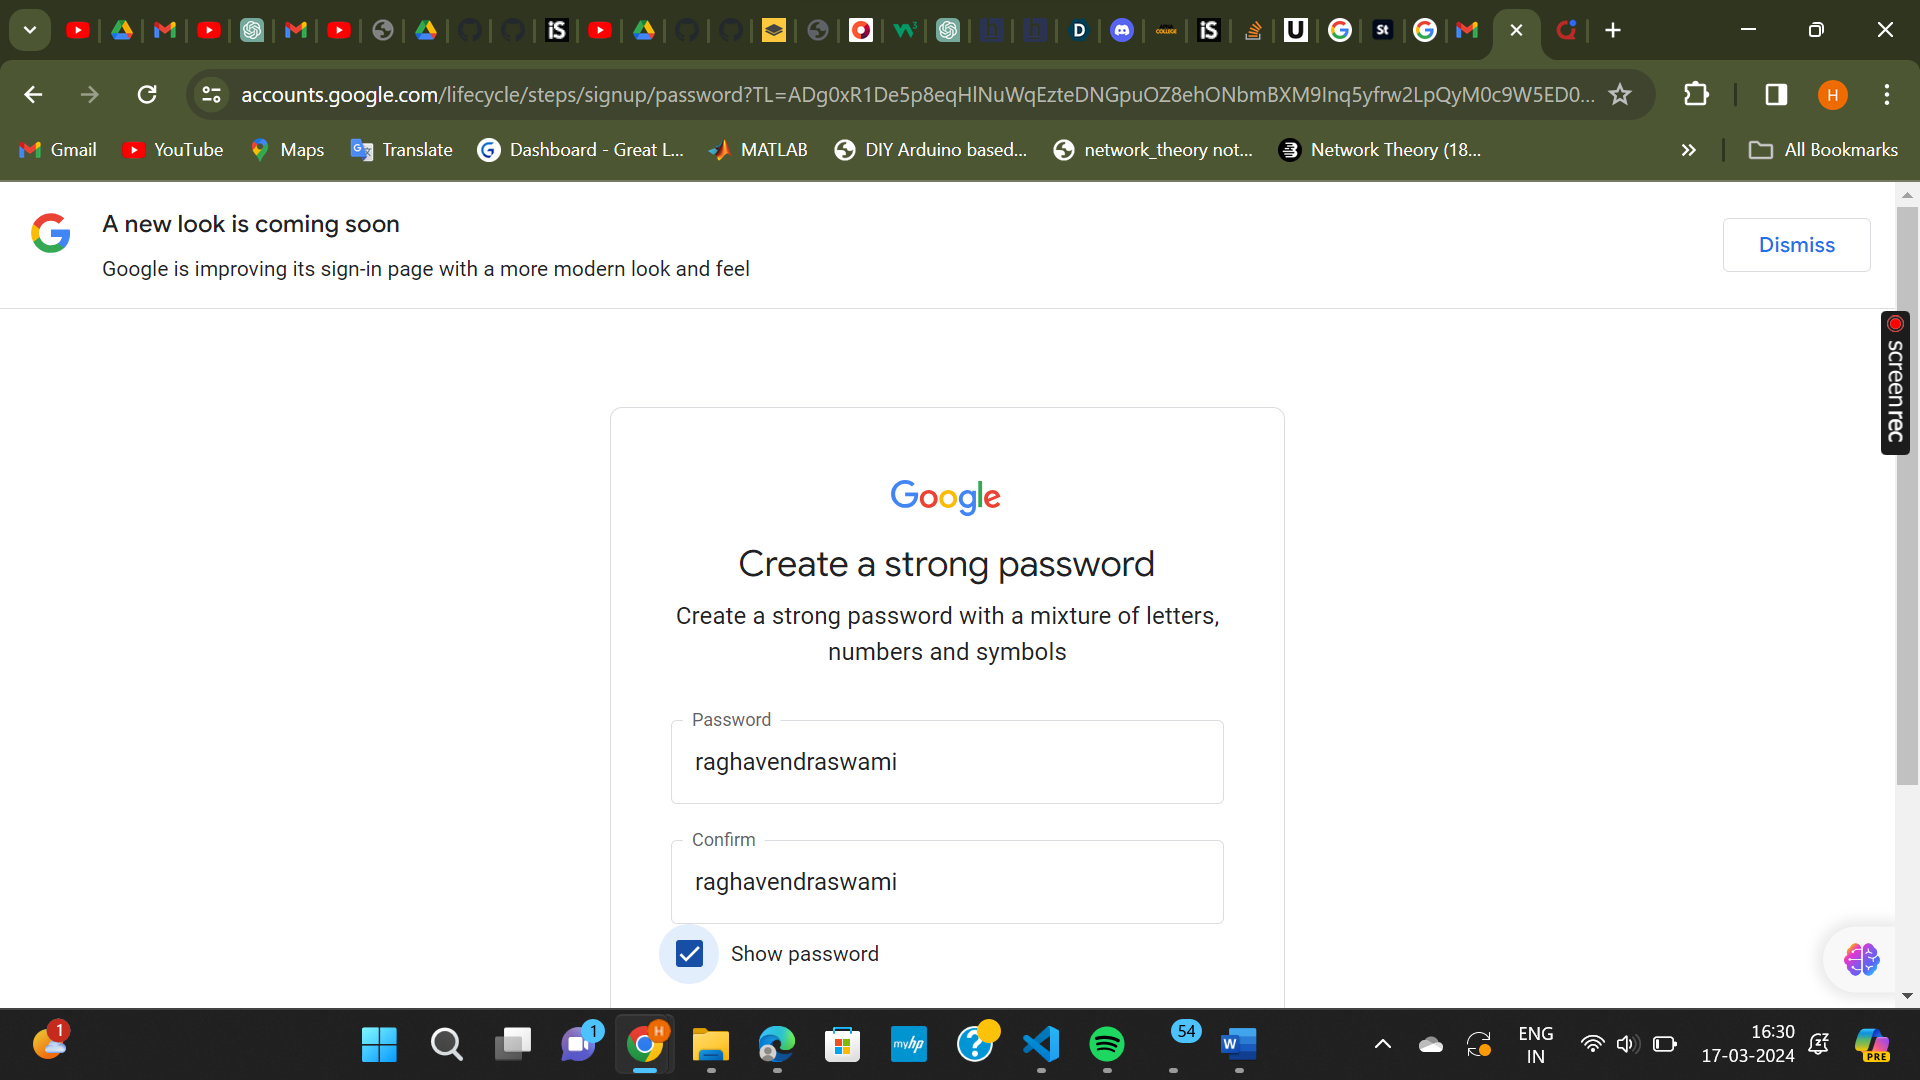 accounts.google.com/lifecycle/steps/signup/password?TL=ADg0xR1De5p8eqHlNuWqEzteDNGpuOZ8ehONbmBXM9Inq5yfrw2LpQyM0c9W5ED0...
H
Gmail YouTube Maps Translate Dashboard - Great L... MATLAB DIY Arduino based... network_theory not... Network Theory (18... All Bookmarks
A new look is coming soon
Google is improving its sign-in page with a more modern look and feel
Dismiss
screenrec
Google
Create a strong password
Create a strong password with a mixture of letters,
numbers and symbols
Password
raghavendraswami
Confirm
raghavendraswami
Show password
1
1
H
myhp
54
W
ENG
IN
16:30
17-03-2024
PRE